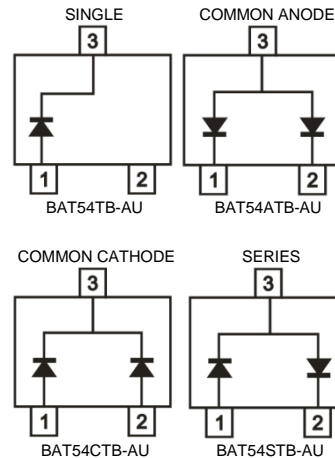 SINGLE
3
1 2
BAT54TB-AU
COMMON ANODE
3
1 2
BAT54ATB-AU
COMMON CATHODE
3
1 2
BAT54CTB-AU
SERIES
3
1 2
BAT54STB-AU